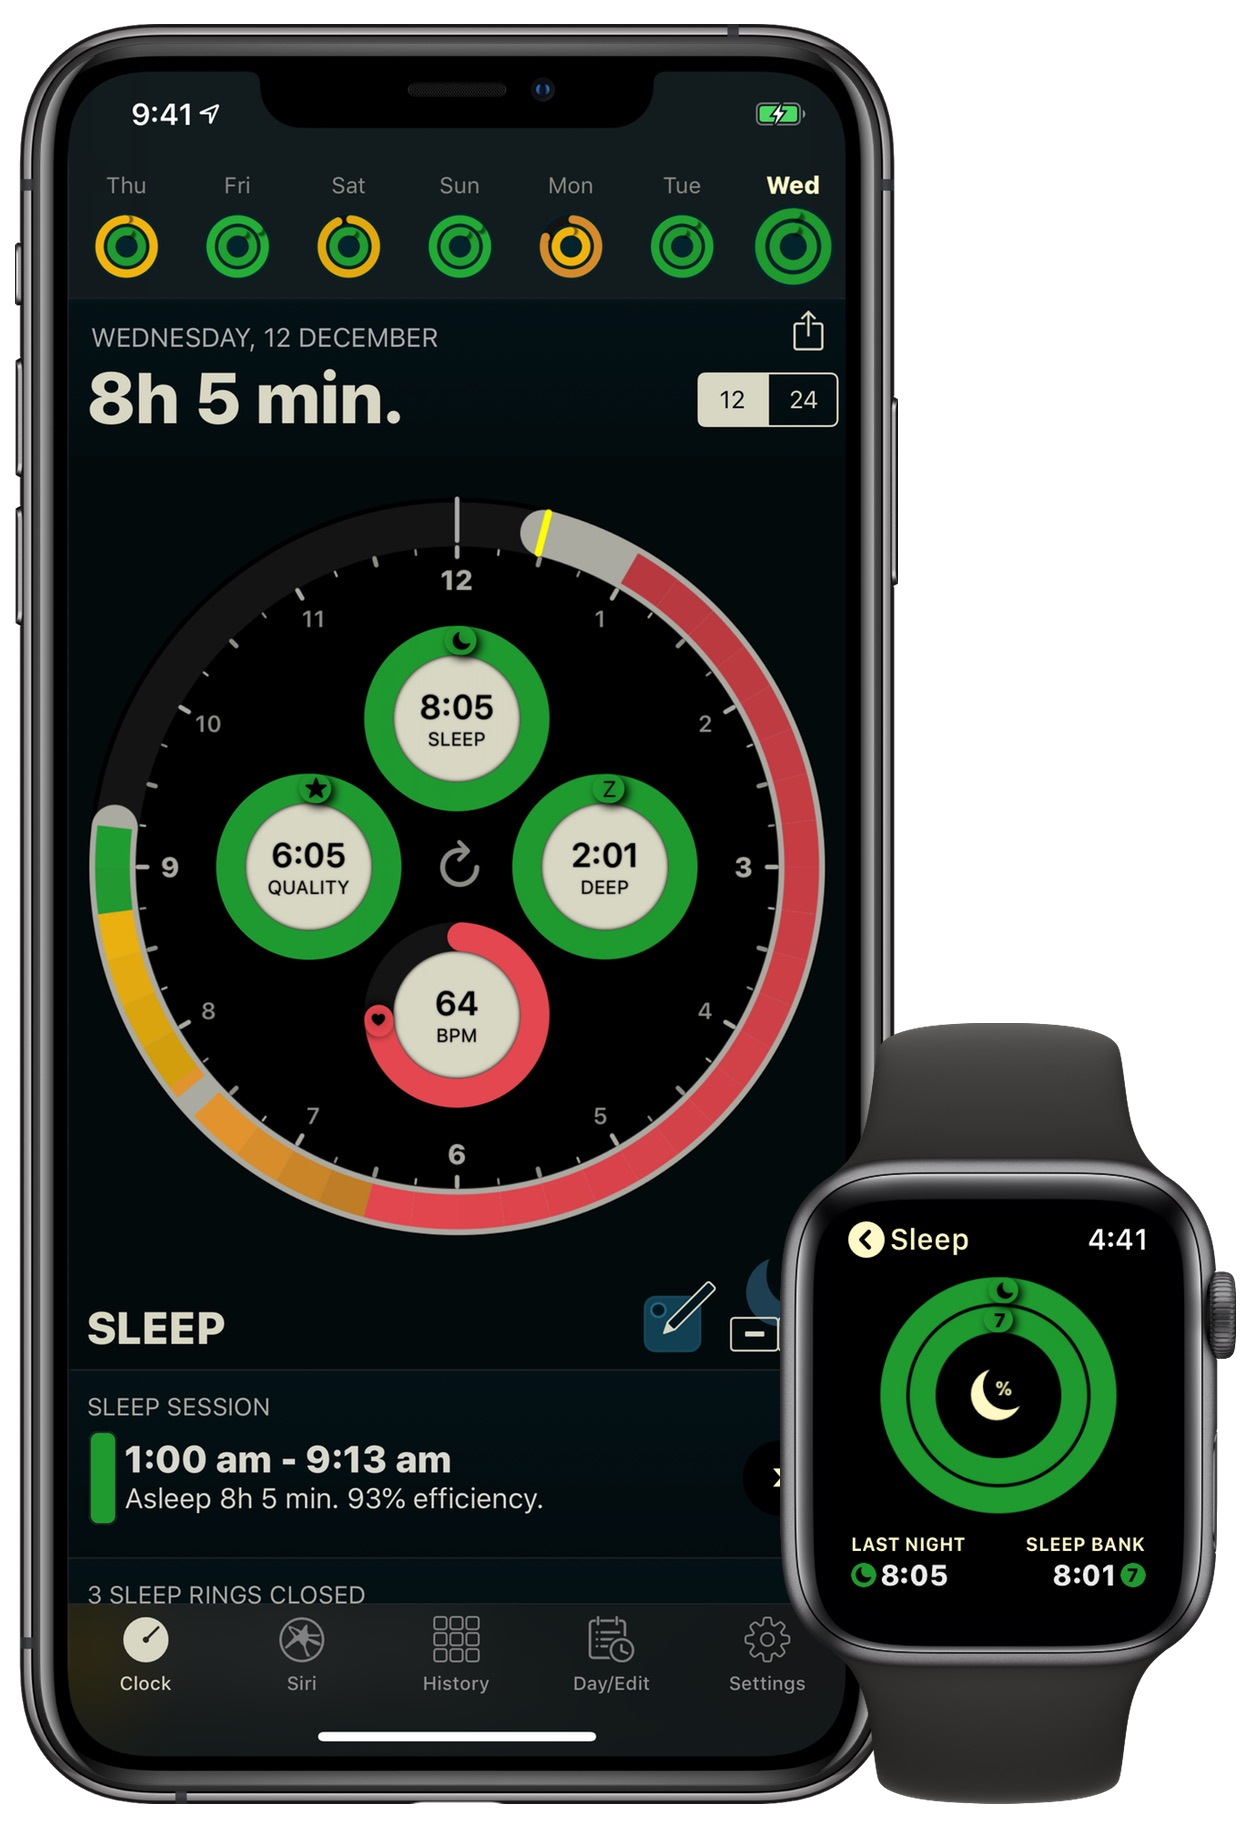 9:41
Thu Fri Sat Sun Mon Tue Wed
WEDNESDAY, 12 DECEMBER
8h 5 min.
12 24
12
11 1
10 2
9 3
8 4
7 5
6
8:05
SLEEP
6:05
QUALITY
Z
2:01
DEEP
64
BPM
SLEEP
SLEEP SESSION
1:00 am - 9:13 am
Asleep 8h 5 min. 93% efficiency.
3 SLEEP RINGS CLOSED
Clock Siri History Day/Edit Settings
Sleep 4:41
7
%
LAST NIGHT SLEEP BANK
8:05 8:01 7